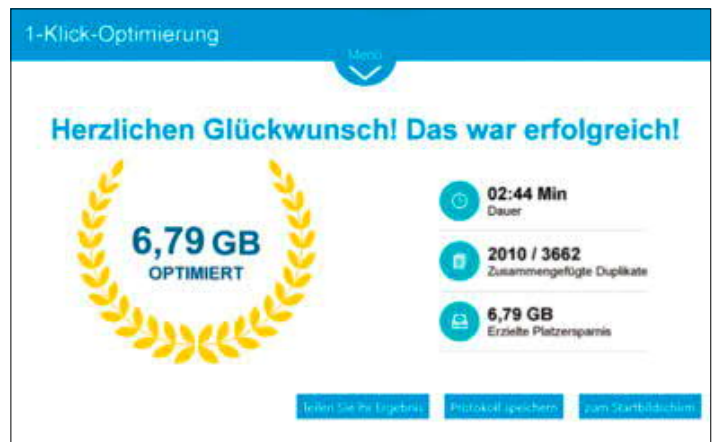 1-Klick-Optimierung
Menü
Herzlichen Glückwunsch! Das war erfolgreich!
6,79 GB
OPTIMIERT
02:44 Min
Dauer
2010 / 3662
Zusammengefügte Duplikate
6,79 GB
Erzielte Platzersparnis
Teilen Sie Ihr Ergebnis
Protokoll speichern
zum Startbildschirm